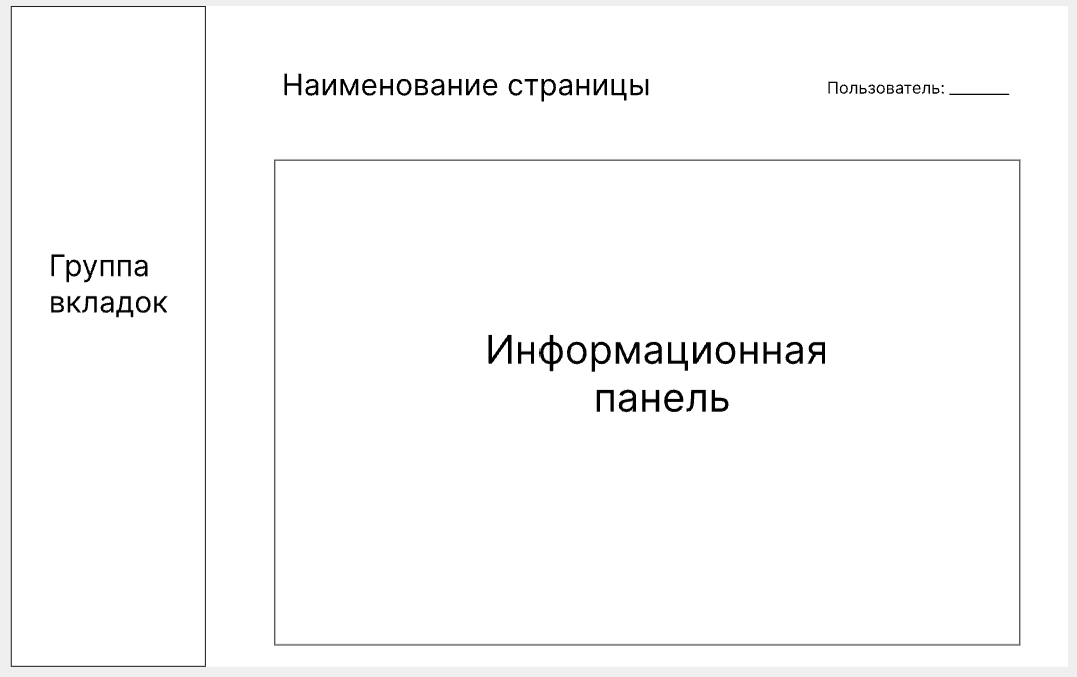 Наименование страницы
Пользователь: _______
Группа
вкладок
Информационная
панель